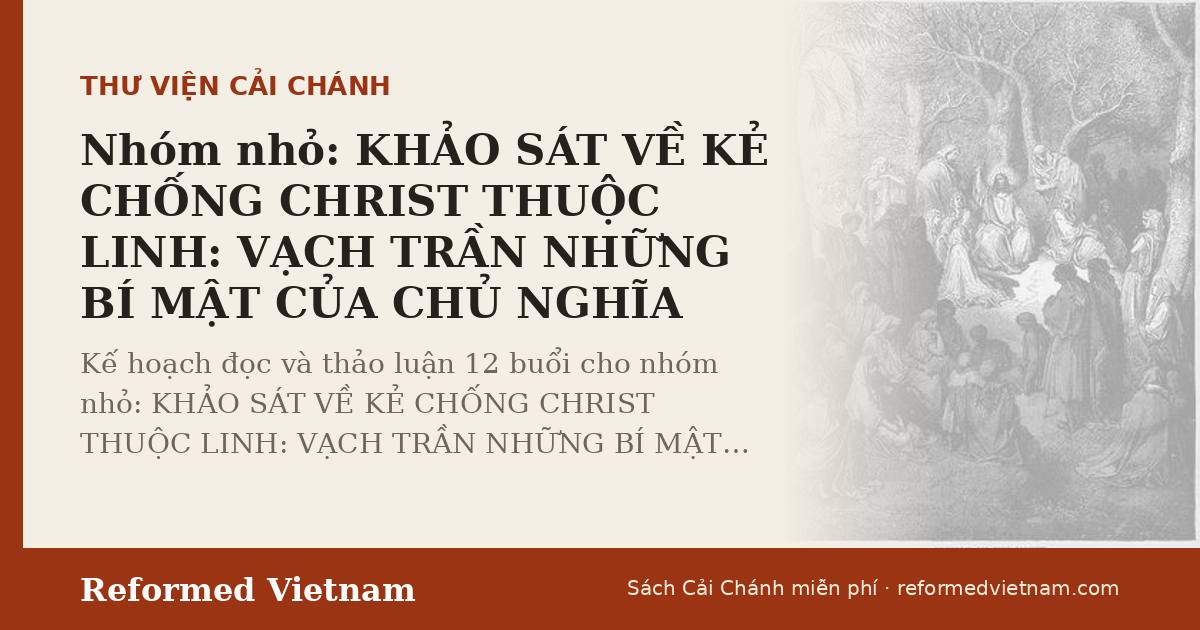 THƯ VIỆN CẢI CHÁNH
Nhóm nhỏ: KHẢO SÁT VỀ KẺ
CHỐNG CHRIST THUỘC
LINH: VẠCH TRẦN NHỮNG
BÍ MẬT CỦA CHỦ NGHĨA
Kế hoạch đọc và thảo luận 12 buổi cho nhóm
nhỏ: KHẢO SÁT VỀ KẺ CHỐNG CHRIST
THUỘC LINH: VẠCH TRẦN NHỮNG BÍ MẬT...
Reformed Vietnam
Sách Cải Chánh miễn phí · reformedvietnam.com